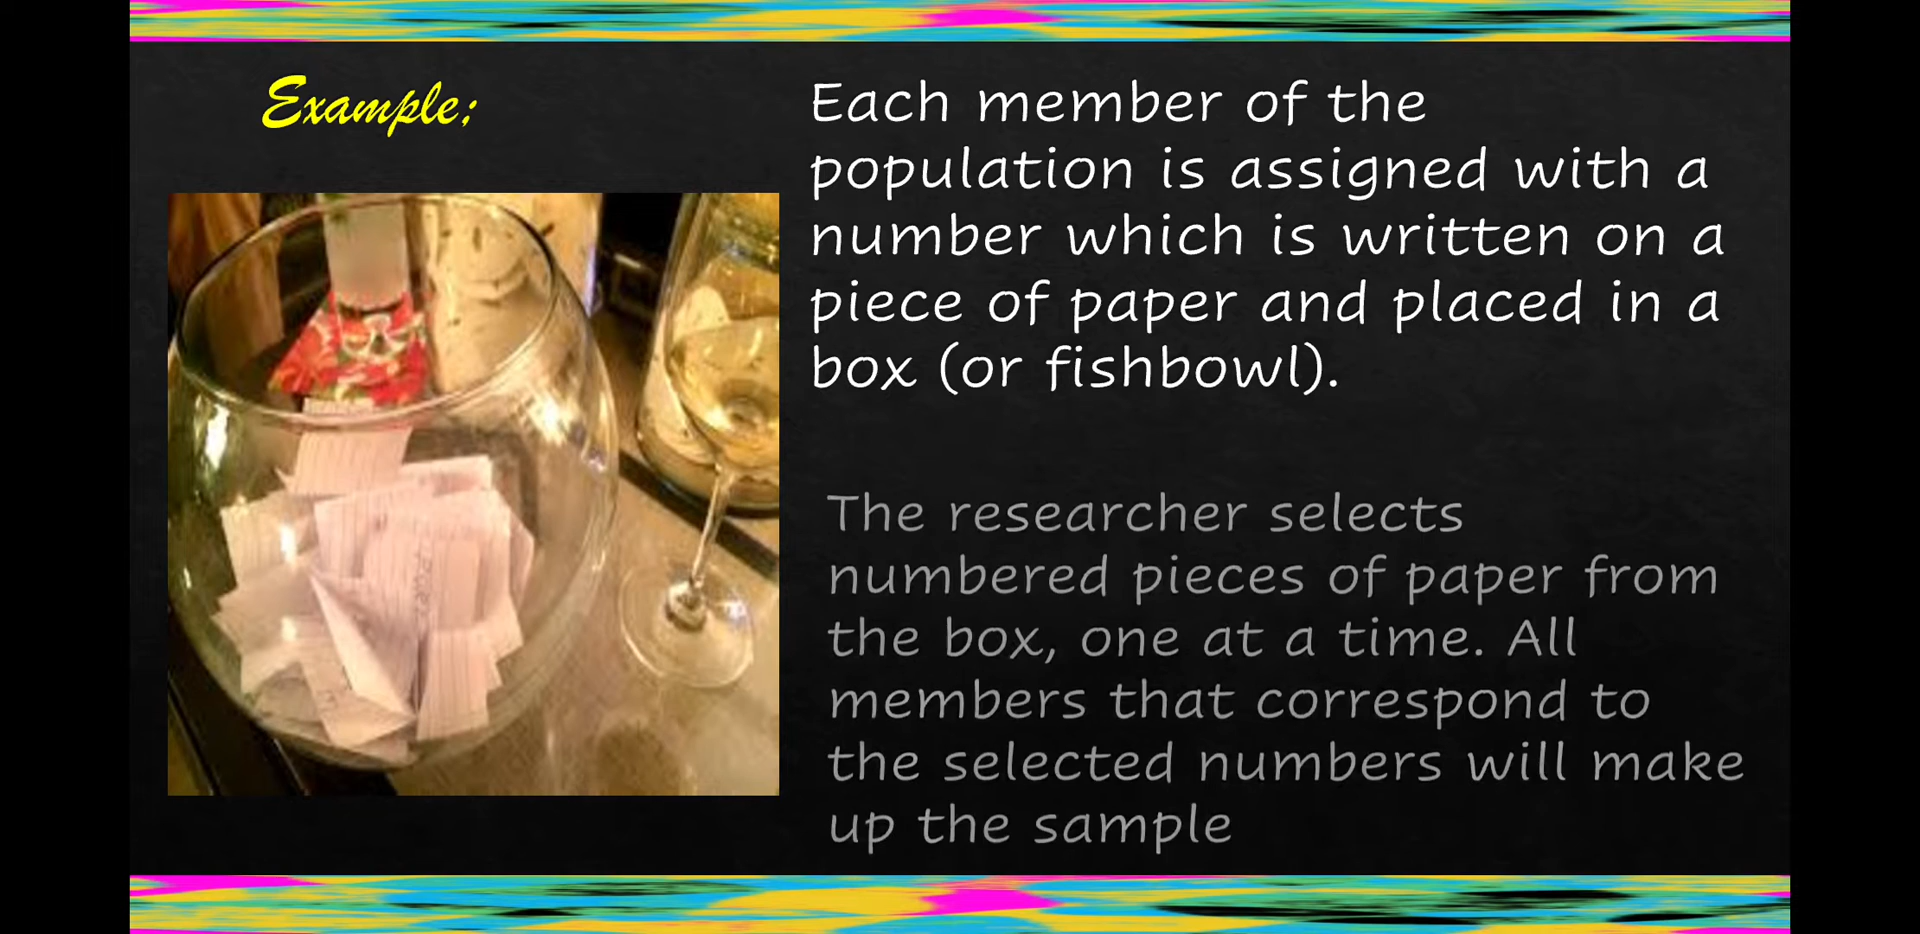 Example;
Each member of the
population is assigned with a
number which is written on a
piece of paper and placed in a
box (or fishbowl).
The researcher selects
numbered pieces of paper from
the box, one at a time. All
members that correspond to
the selected numbers will make
up the sample